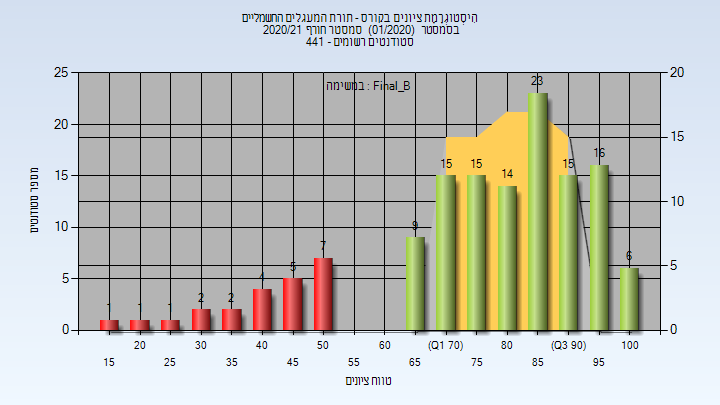 היסטוגרמת ציונים בקורס - תורת המעגלים החשמליים
בסמסטר (01/2020) סמסטר חורף 2020/21
סטודנטים רשומים - 441
במשימה : Final_B
25 20
20 15
15 10
10 5
5 0
0
מספר סטודנטים
1 1 1 2 2 4 5 7 9 15 15 14 23 15 16 6
20 30 40 50 60 (Q1 70) 80 (Q3 90) 100
15 25 35 45 55 65 75 85 95
טווח ציונים